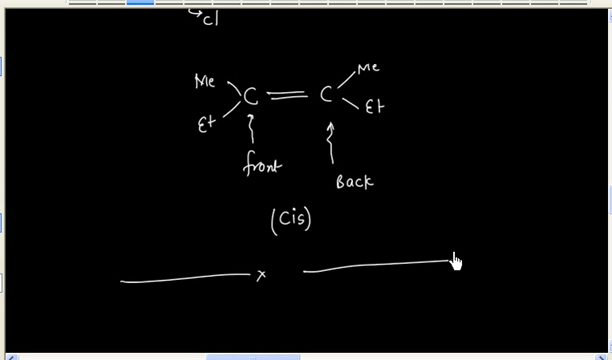 cl
Me Me
C = C
Et Et
front
Back
(Cis)
x